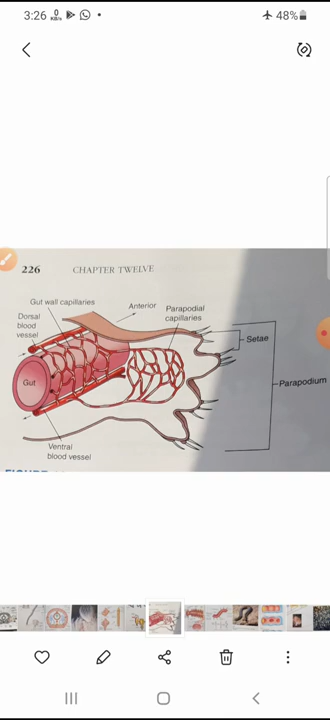 3:26
48%
226 CHAPTER TWELVE
Gut wall capillaries
Anterior
Parapodial
capillaries
Dorsal
blood
vessel
Setae
Gut
Parapodium
Ventral
blood vessel